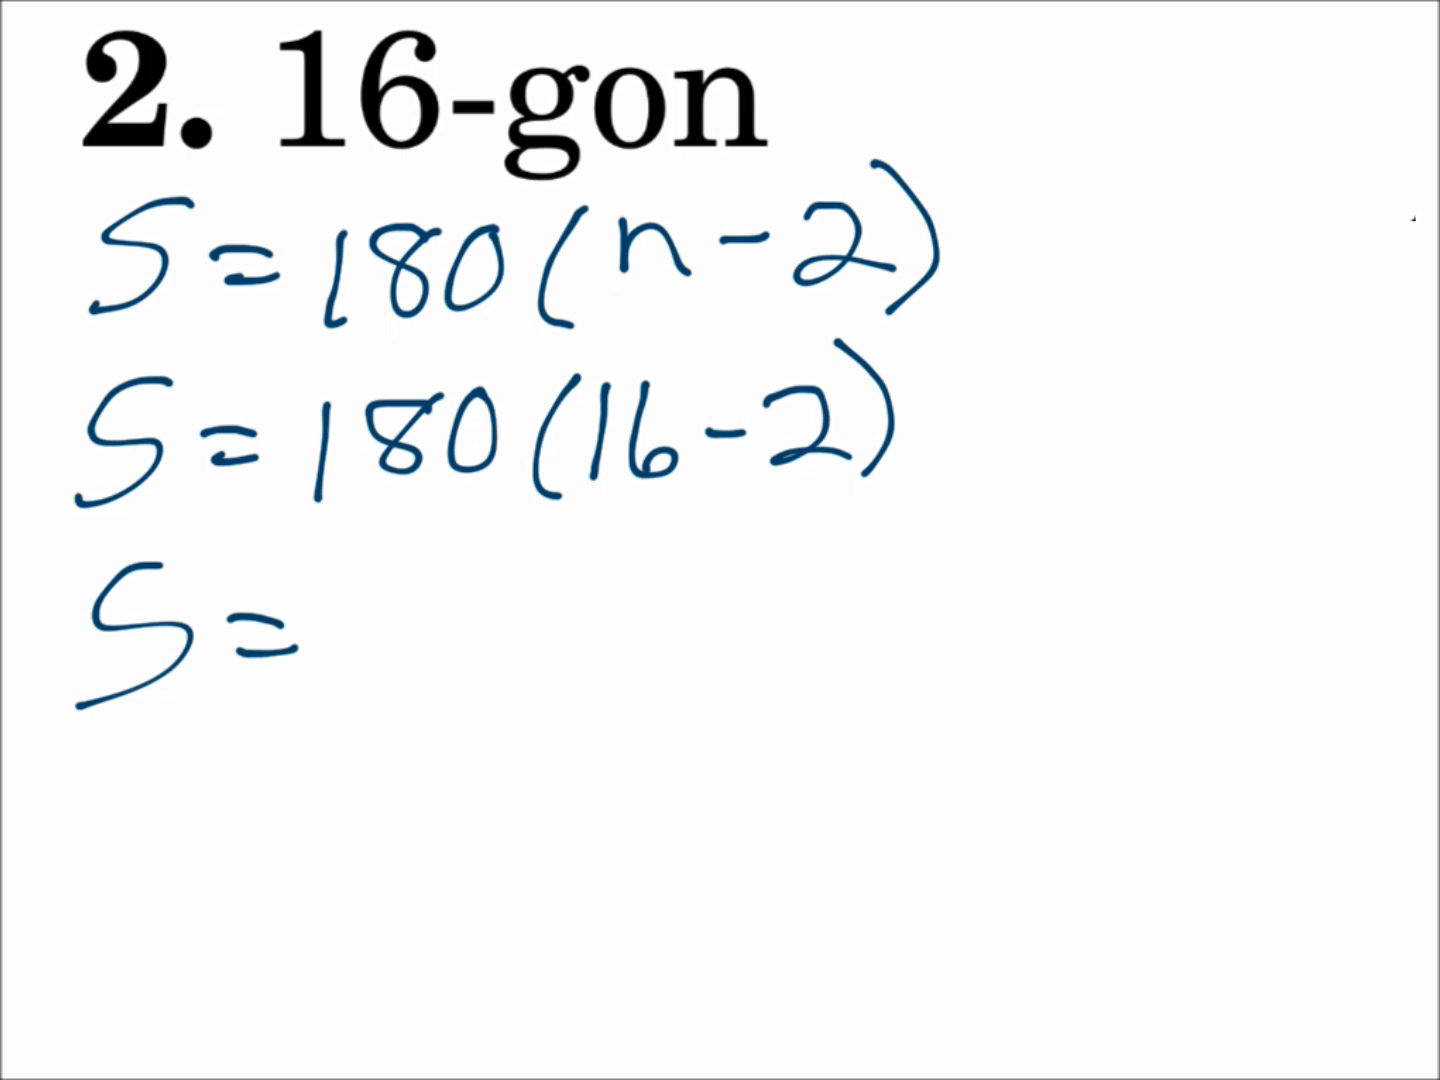 2. 16-gon
S = 180(n - 2)
S = 180(16 - 2)
S =